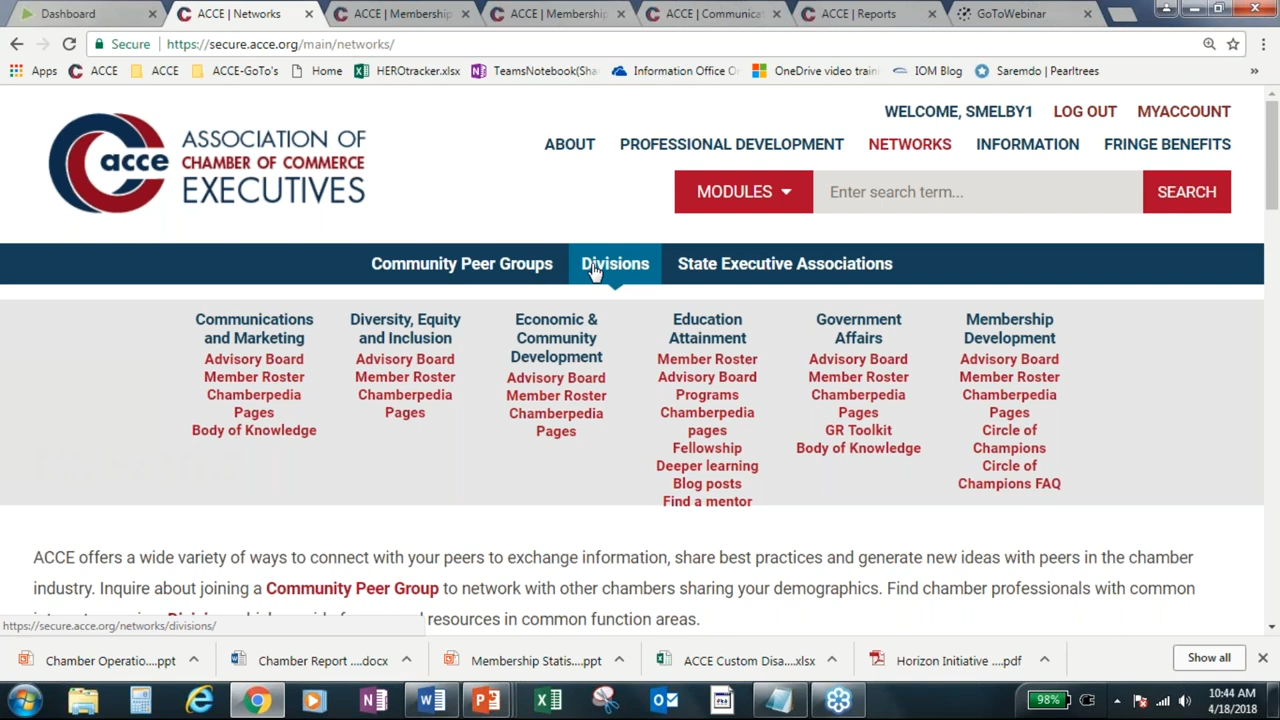 Dashboard
ACCE | Networks
ACCE | Membership
ACCE | Membership
ACCE | Communicat
ACCE | Reports
GoToWebinar
Secure
https://secure.acce.org/main/networks/
Apps
ACCE
ACCE
ACCE-GoTo's
Home
HEROtracker.xlsx
TeamsNotebook(Sha
Information Office O
OneDrive video train
IOM Blog
Saremdo | Pearltrees
»
WELCOME, SMELBY1
LOG OUT
MYACCOUNT
acce
ASSOCIATION OF
CHAMBER OF COMMERCE
EXECUTIVES
ABOUT
PROFESSIONAL DEVELOPMENT
NETWORKS
INFORMATION
FRINGE BENEFITS
MODULES
Enter search term...
SEARCH
Community Peer Groups
Divisions
State Executive Associations
Communications
and Marketing
Advisory Board
Member Roster
Chamberpedia
Pages
Body of Knowledge
Diversity, Equity
and Inclusion
Advisory Board
Member Roster
Chamberpedia
Pages
Economic &
Community
Development
Advisory Board
Member Roster
Chamberpedia
Pages
Education
Attainment
Member Roster
Advisory Board
Programs
Chamberpedia
pages
Fellowship
Deeper learning
Blog posts
Find a mentor
Government
Affairs
Advisory Board
Member Roster
Chamberpedia
Pages
GR Toolkit
Body of Knowledge
Membership
Development
Advisory Board
Member Roster
Chamberpedia
Pages
Circle of
Champions
Circle of
Champions FAQ
ACCE offers a wide variety of ways to connect with your peers to exchange information, share best practices and generate new ideas with peers in the chamber
industry. Inquire about joining a Community Peer Group to network with other chambers sharing your demographics. Find chamber professionals with common
resources in common function areas.
https://secure.acce.org/networks/divisions/
Chamber Operatio....ppt
Chamber Report ....docx
Membership Statis....ppt
ACCE Custom Disa....xlsx
Horizon Initiative ....pdf
Show all
98%
10:44 AM
4/18/2018